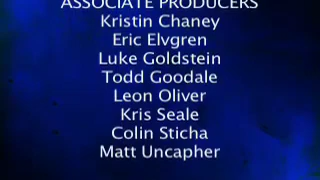 ASSOCIATE PRODUCERS
Kristin Chaney
Eric Elvgren
Luke Goldstein
Todd Goodale
Leon Oliver
Kris Seale
Colin Sticha
Matt Uncapher